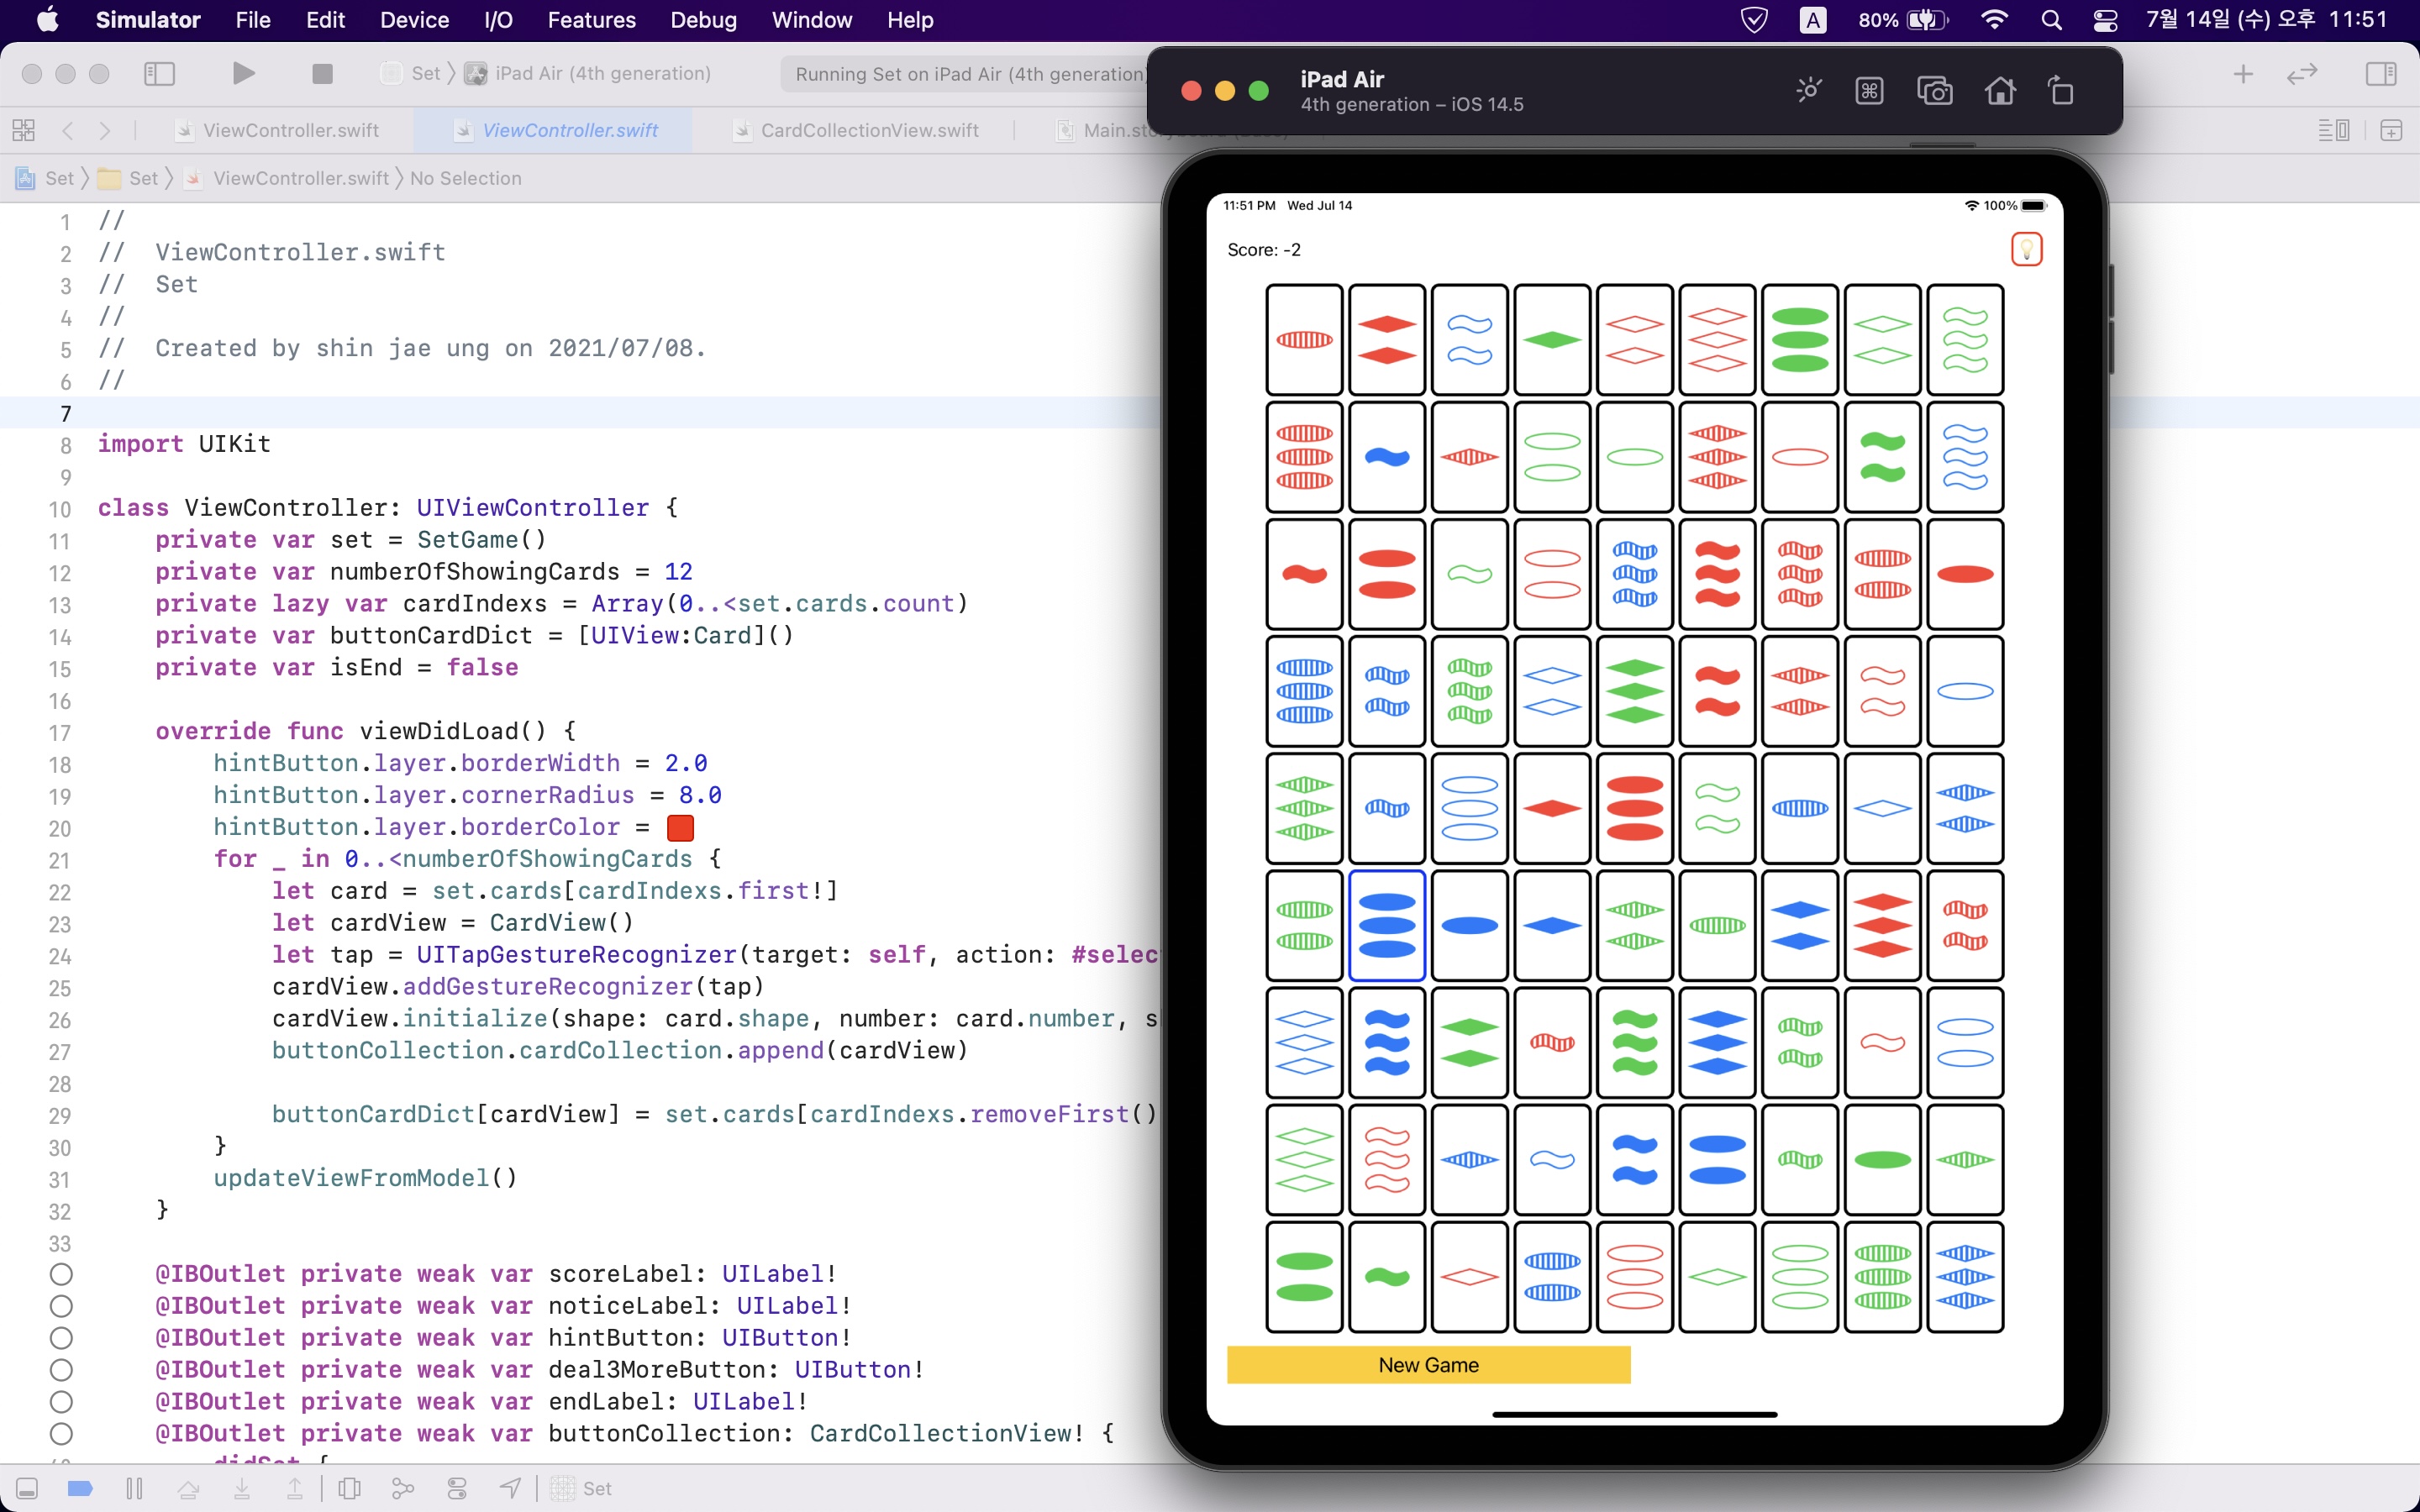 Simulator File Edit Device I/O Features Debug Window Help A 80% 7월 14일 (수) 오후 11:51
Set iPad Air (4th generation) Running Set on iPad Air (4th generation)
iPad Air
4th generation – iOS 14.5
ViewController.swift ViewController.swift CardCollectionView.swift
Set Set ViewController.swift No Selection
1 //
2 // ViewController.swift
3 // Set
4 //
5 // Created by shin jae ung on 2021/07/08.
6 //
7
8 import UIKit
9
10 class ViewController: UIViewController {
11 private var set = SetGame()
12 private var numberOfShowingCards = 12
13 private lazy var cardIndexs = Array(0..<set.cards.count)
14 private var buttonCardDict = [UIView:Card]()
15 private var isEnd = false
16
17 override func viewDidLoad() {
18 hintButton.layer.borderWidth = 2.0
19 hintButton.layer.cornerRadius = 8.0
20 hintButton.layer.borderColor =
21 for _ in 0..<numberOfShowingCards {
22 let card = set.cards[cardIndexs.first!]
23 let cardView = CardView()
24 let tap = UITapGestureRecognizer(target: self, action: #selec
25 cardView.addGestureRecognizer(tap)
26 cardView.initialize(shape: card.shape, number: card.number, s
27 buttonCollection.cardCollection.append(cardView)
28
29 buttonCardDict[cardView] = set.cards[cardIndexs.removeFirst()
30 }
31 updateViewFromModel()
32 }
33
@IBOutlet private weak var scoreLabel: UILabel!
@IBOutlet private weak var noticeLabel: UILabel!
@IBOutlet private weak var hintButton: UIButton!
@IBOutlet private weak var deal3MoreButton: UIButton!
@IBOutlet private weak var endLabel: UILabel!
@IBOutlet private weak var buttonCollection: CardCollectionView! {
didSet {
Set
11:51 PM Wed Jul 14 100%
Score: -2
New Game